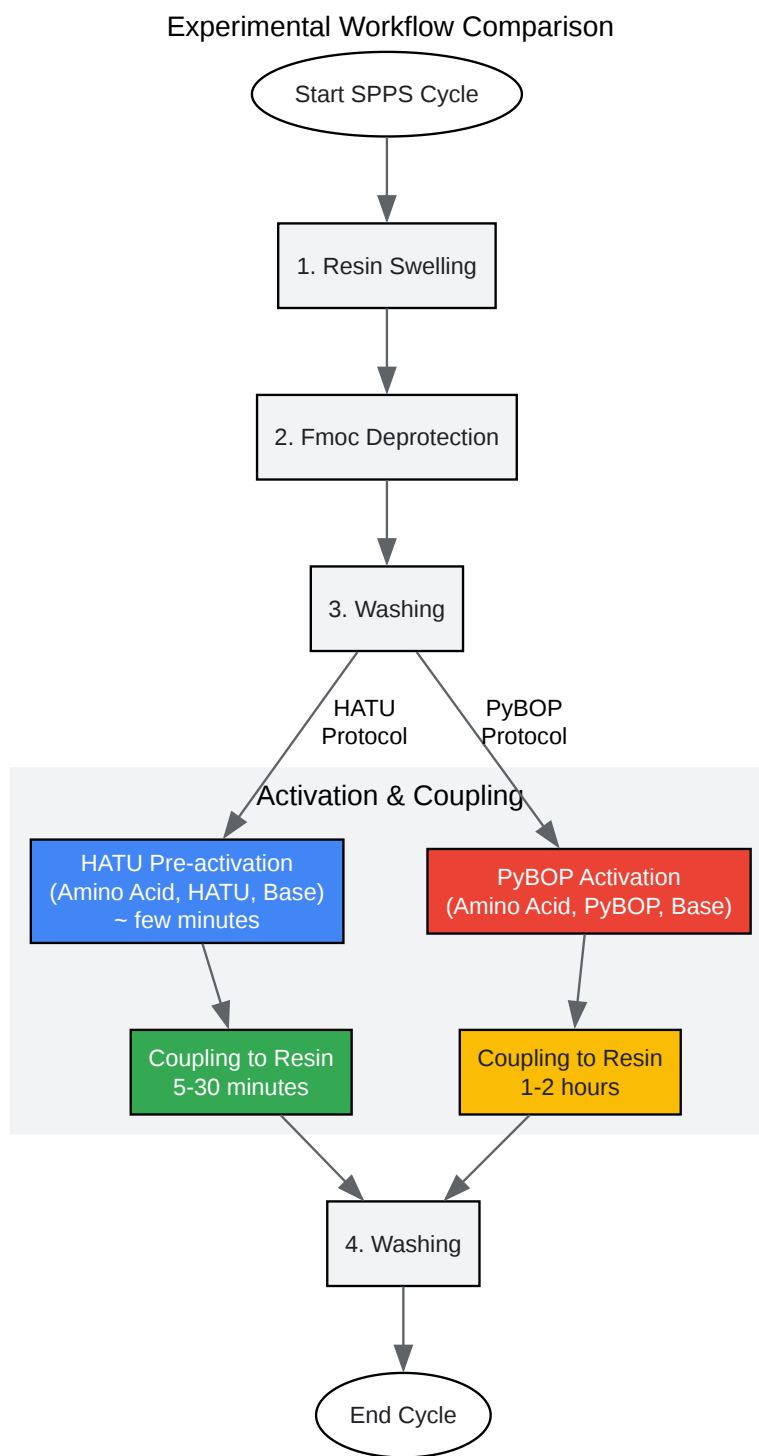 Experimental Workflow Comparison
Start SPPS Cycle
1. Resin Swelling
2. Fmoc Deprotection
3. Washing
HATU
Protocol
PyBOP
Protocol
Activation & Coupling
HATU Pre-activation
(Amino Acid, HATU, Base)
~ few minutes
PyBOP Activation
(Amino Acid, PyBOP, Base)
Coupling to Resin
5-30 minutes
Coupling to Resin
1-2 hours
4. Washing
End Cycle